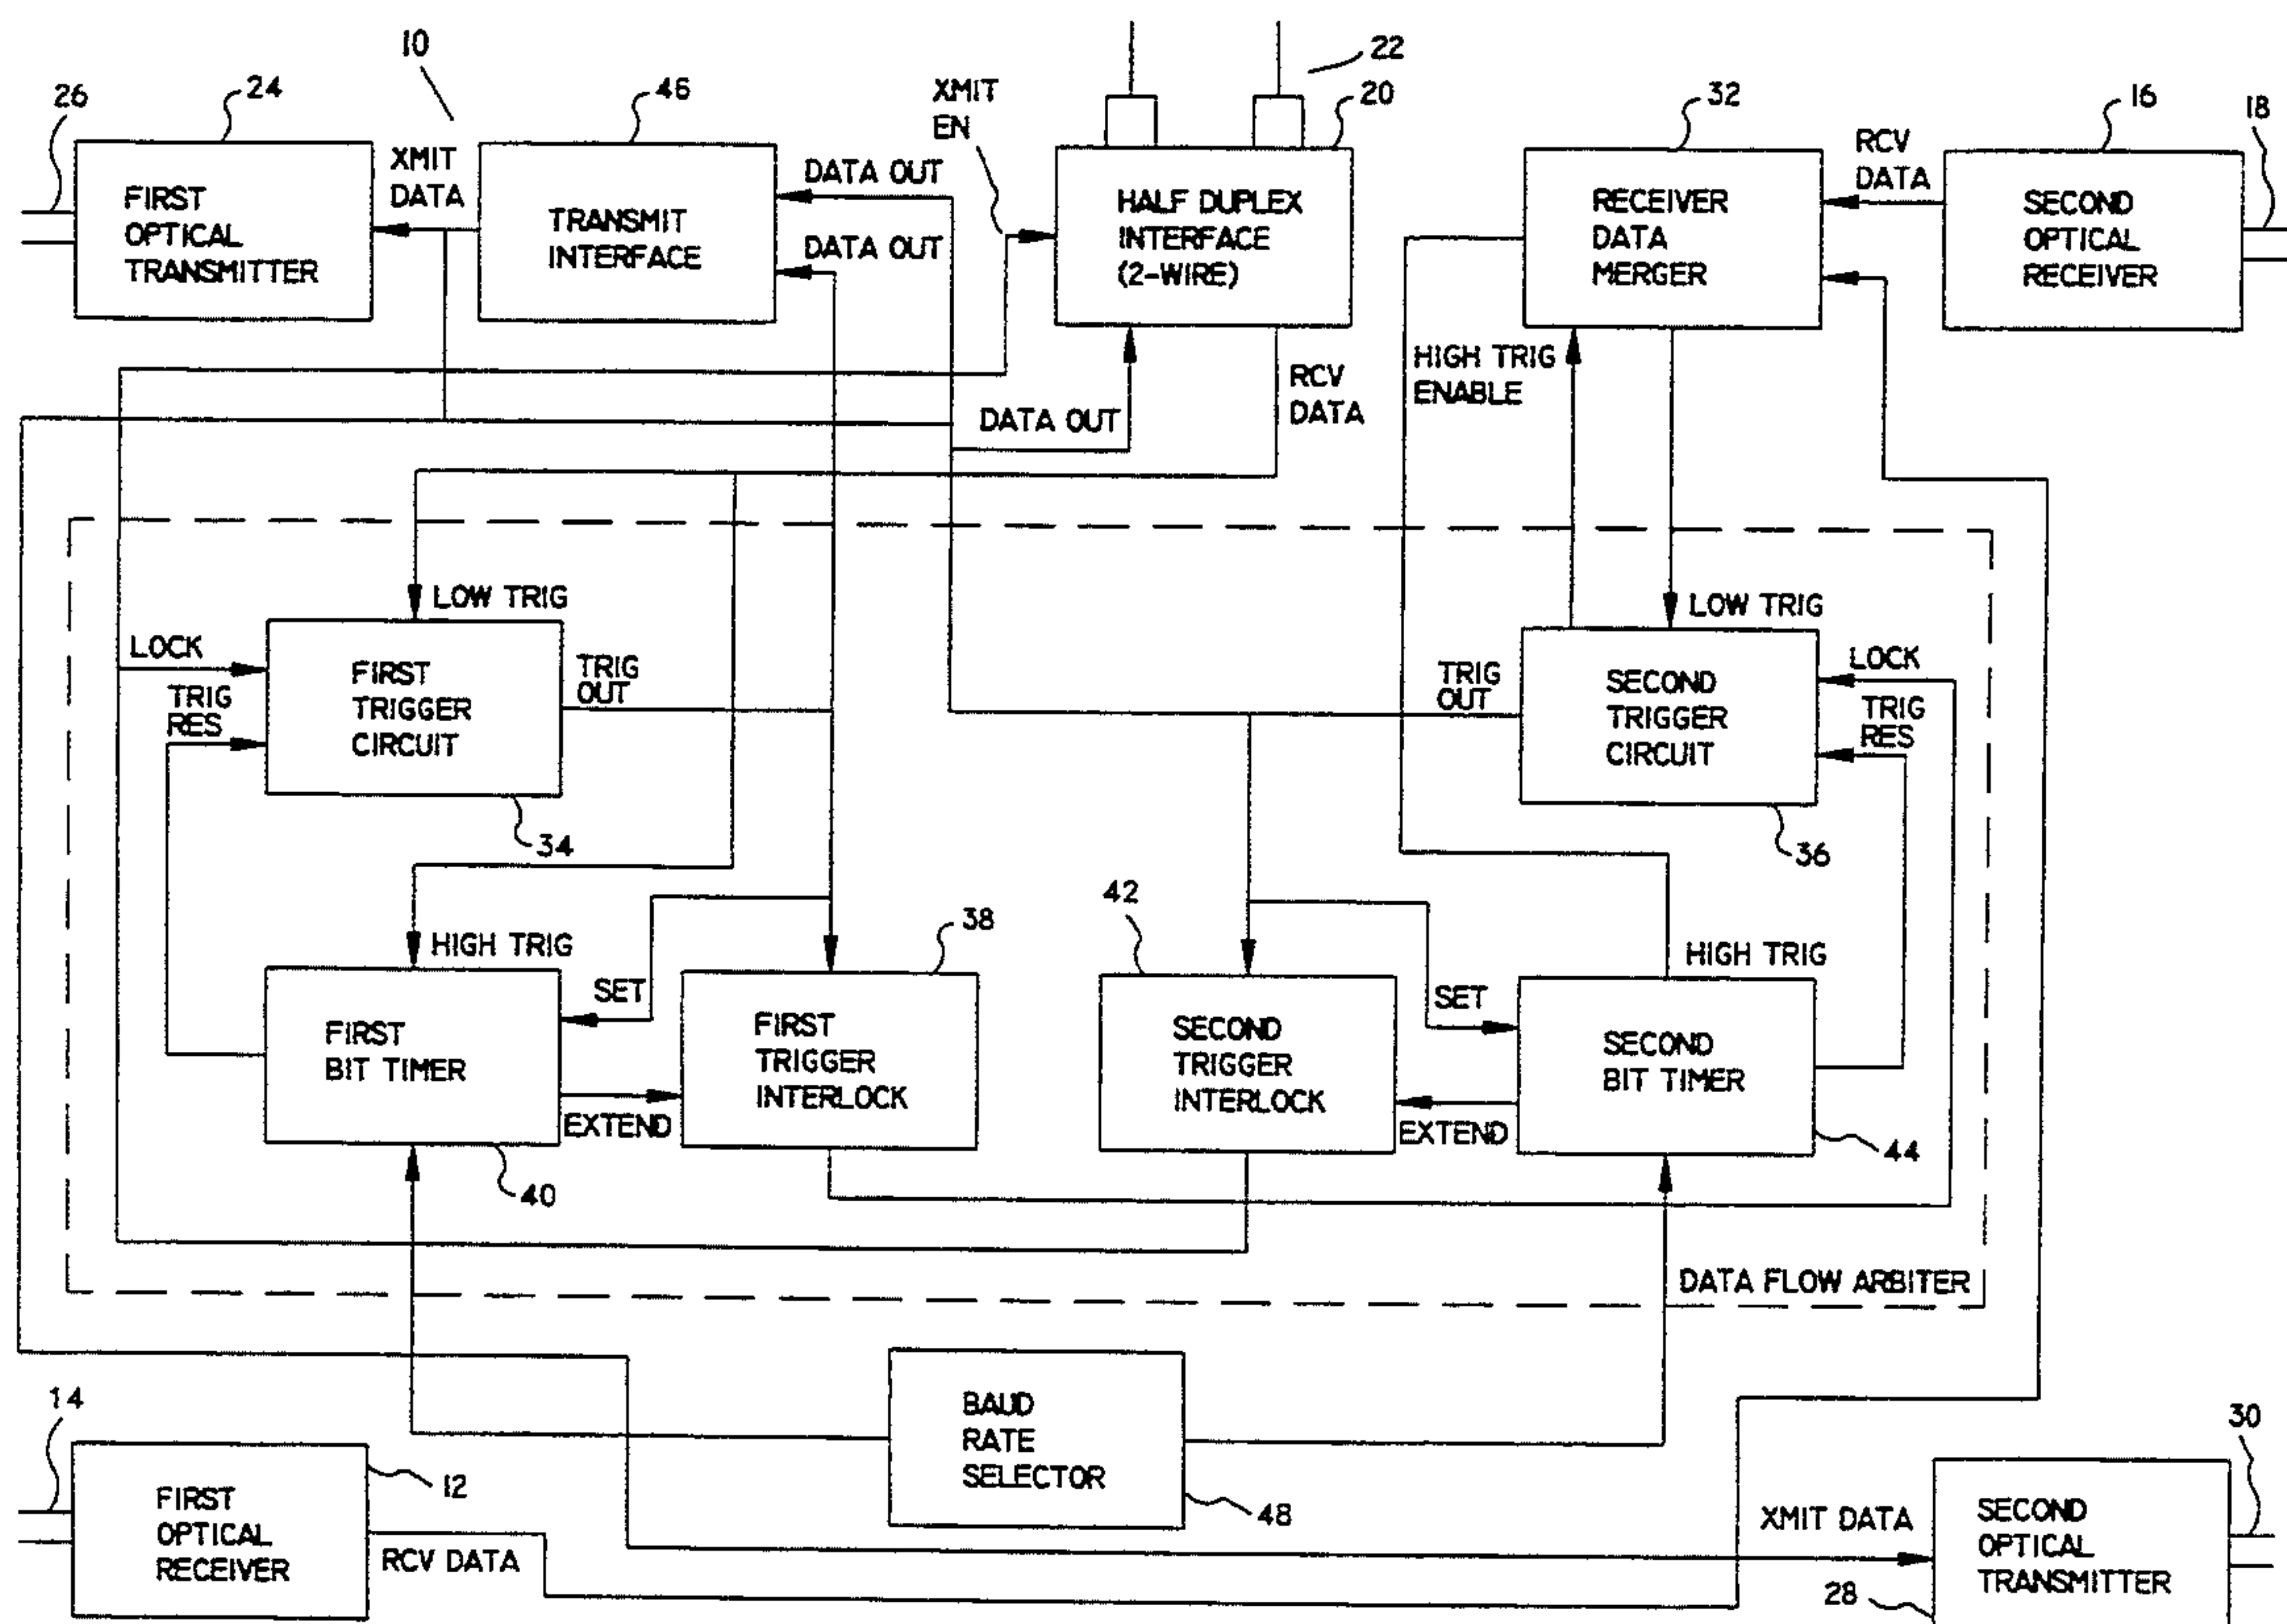 10
22
26
24
46
XMIT
EN
20
32
16
18
FIRST
OPTICAL
TRANSMITTER
XMIT
DATA
TRANSMIT
INTERFACE
DATA OUT
DATA OUT
HALF DUPLEX
INTERFACE
(2-WIRE)
RECEIVER
DATA
MERGER
RCV
DATA
SECOND
OPTICAL
RECEIVER
DATA OUT
RCV
DATA
HIGH TRIG
ENABLE
LOW TRIG
LOW TRIG
LOCK
TRIG
RES
FIRST
TRIGGER
CIRCUIT
TRIG
OUT
34
TRIG
OUT
SECOND
TRIGGER
CIRCUIT
LOCK
TRIG
RES
36
HIGH TRIG
SET
38
42
HIGH TRIG
SET
FIRST
BIT TIMER
FIRST
TRIGGER
INTERLOCK
SECOND
TRIGGER
INTERLOCK
SECOND
BIT TIMER
EXTEND
EXTEND
40
44
DATA FLOW ARBITER
BAUD
RATE
SELECTOR
48
14
12
FIRST
OPTICAL
RECEIVER
RCV DATA
XMIT DATA
30
SECOND
OPTICAL
TRANSMITTER
28